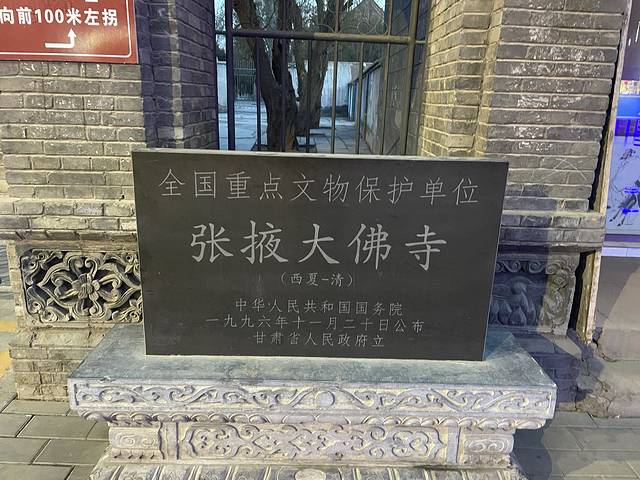 向前100米左拐
全国重点文物保护单位
张掖大佛寺
（西夏-清）
中华人民共和国国务院
一九九六年十一月二十日公布
甘肃省人民政府立